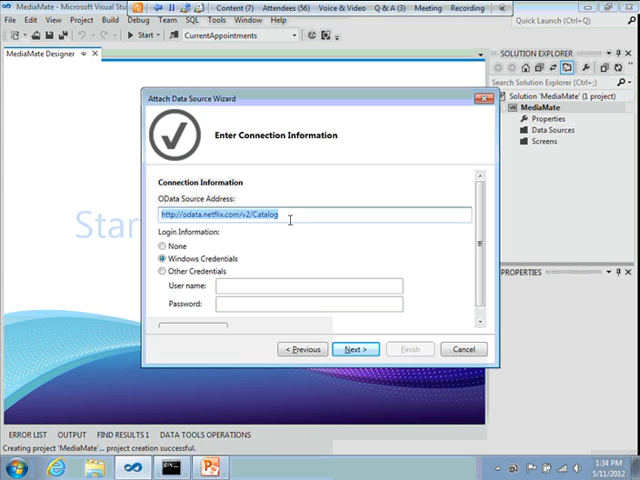 MediaMate - Microsoft Visual Stu
Content (7)
Attendees (56)
Voice & Video
Q & A (3)
Meeting
Recording
File
Edit
View
Project
Build
Debug
Team
SQL
Tools
Window
Help
Quick Launch (Ctrl+Q)
Start
CurrentAppointments
MediaMate Designer
SOLUTION EXPLORER
Search Solution Explorer (Ctrl+;)
Solution 'MediaMate' (1 project)
MediaMate
Properties
Data Sources
Screens
Star
Attach Data Source Wizard
Enter Connection Information
Connection Information
OData Source Address:
http://odata.netflix.com/v2/Catalog
Login Information:
None
Windows Credentials
Other Credentials
User name:
Password:
< Previous
Next >
Finish
Cancel
PROPERTIES
ERROR LIST
OUTPUT
FIND RESULTS 1
DATA TOOLS OPERATIONS
Creating project 'MediaMate'... project creation successful.
1:34 PM
5/11/2012